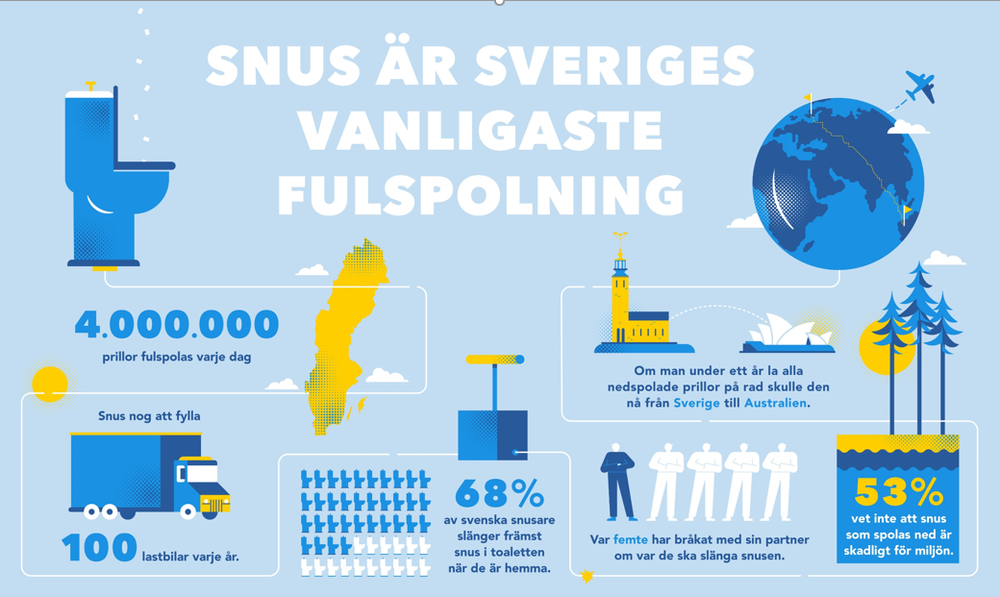 SNUS ÄR SVERIGES
VANLIGASTE
FULSPOLNING
4.000.000
prillor fulspolas varje dag
Snus nog att fylla
100 lastbilar varje år.
68%
av svenska snusare
slänger främst
snus i toaletten
när de är hemma.
Om man under ett år la alla
nedspolade prillor på rad skulle den
nå från Sverige till Australien.
Var femte har bråkat med sin partner
om var de ska slänga snusen.
53%
vet inte att snus
som spolas ned är
skadligt för miljön.